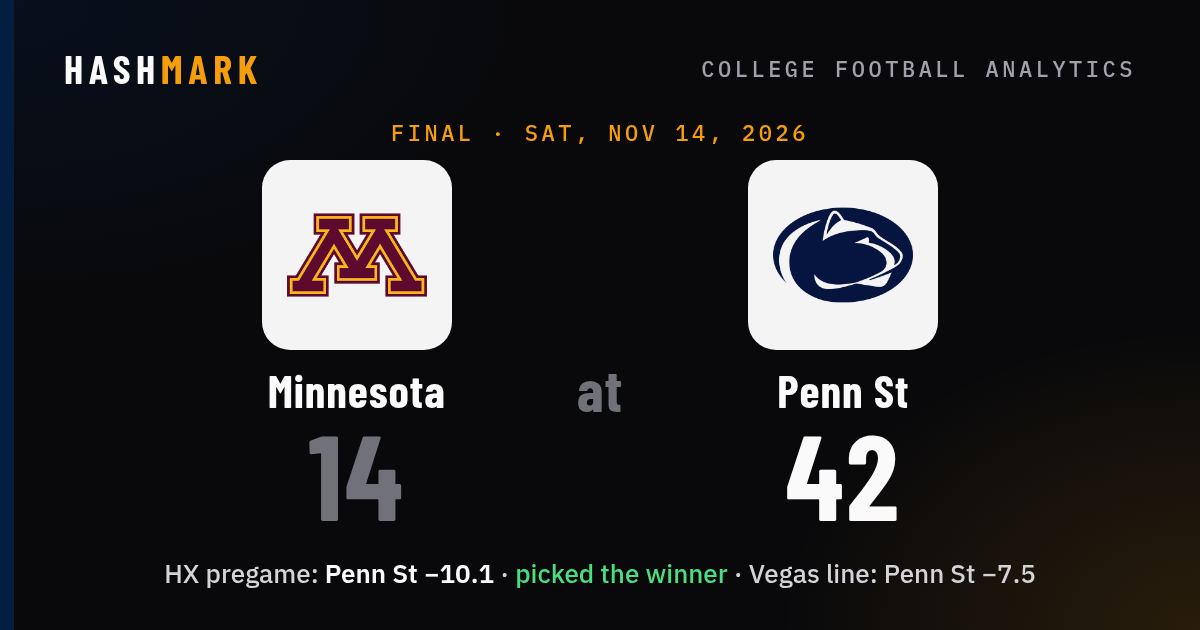 HASHMARK
COLLEGE FOOTBALL ANALYTICS
FINAL · SAT, NOV 14, 2026
M
Minnesota at Penn St
14 42
HX pregame: Penn St −10.1 · picked the winner · Vegas line: Penn St −7.5